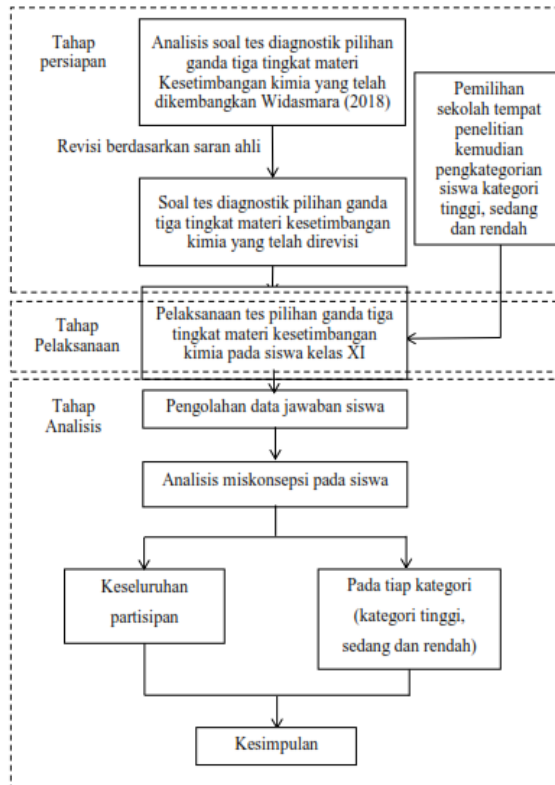 Tahap
persiapan
Analisis soal tes diagnostik pilihan
ganda tiga tingkat materi
Kesetimbangan kimia yang telah
dikembangkan Widasmara (2018)
Pemilihan
sekolah tempat
penelitian
kemudian
pengkategorian
siswa kategori
tinggi, sedang
dan rendah
Revisi berdasarkan saran ahli
Soal tes diagnostik pilihan ganda
tiga tingkat materi kesetimbangan
kimia yang telah direvisi
Tahap
Pelaksanaan
Pelaksanaan tes pilihan ganda tiga
tingkat materi kesetimbangan
kimia pada siswa kelas XI
Tahap
Analisis
Pengolahan data jawaban siswa
Analisis miskonsepsi pada siswa
Keseluruhan
partisipan
Pada tiap kategori
(kategori tinggi,
sedang dan rendah)
Kesimpulan